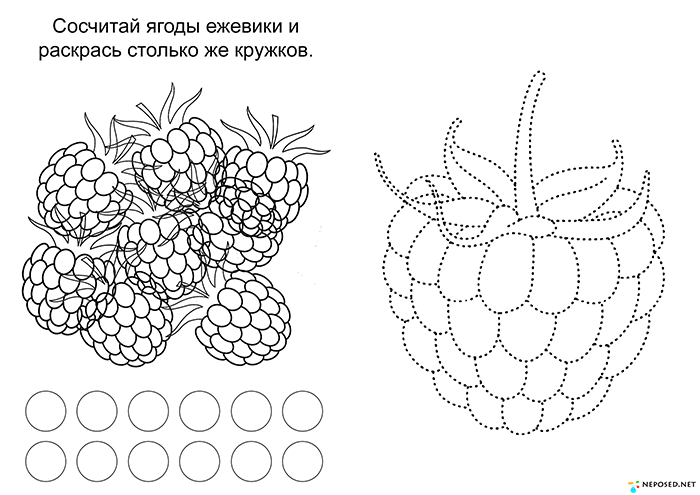 Сосчитай ягоды ежевики и
раскрась столько же кружков.
NEPOSED.NET